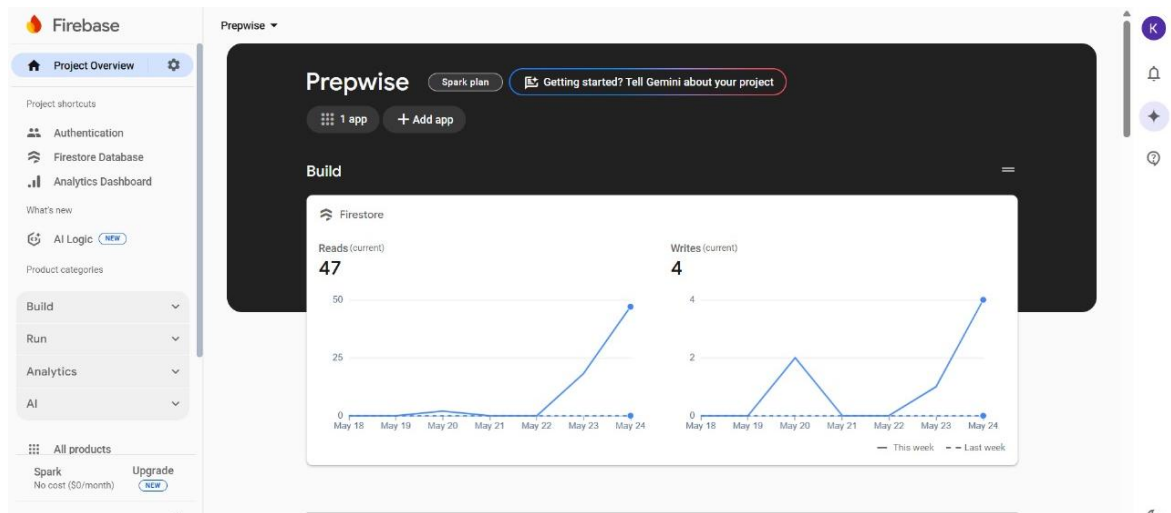 Firebase
Project Overview
Project shortcuts
Authentication
Firestore Database
Analytics Dashboard
What's new
AI Logic NEW
Product categories
Build
Run
Analytics
AI
All products
Spark
No cost ($0/month)
Upgrade
NEW
Prepwise
Prepwise Spark plan Getting started? Tell Gemini about your project
1 app + Add app
Build
Firestore
Reads (current)
47
50
25
0
May 18 May 19 May 20 May 21 May 22 May 23 May 24
Writes (current)
4
4
2
0
May 18 May 19 May 20 May 21 May 22 May 23 May 24
This week Last week
K